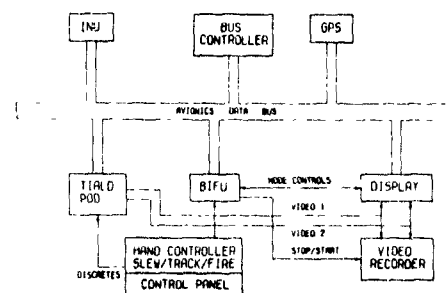 INU
BUS
CONTROLLER
GPS
AVIONICS DATA BUS
TIALD
POD
BIFU
MODE CONTROLS
DISPLAY
VIDEO 1
VIDEO 2
STOP/START
HAND CONTROLLER
SLEW/TRACK/FIRE
CONTROL PANEL
DISCRETES
VIDEO
RECORDER